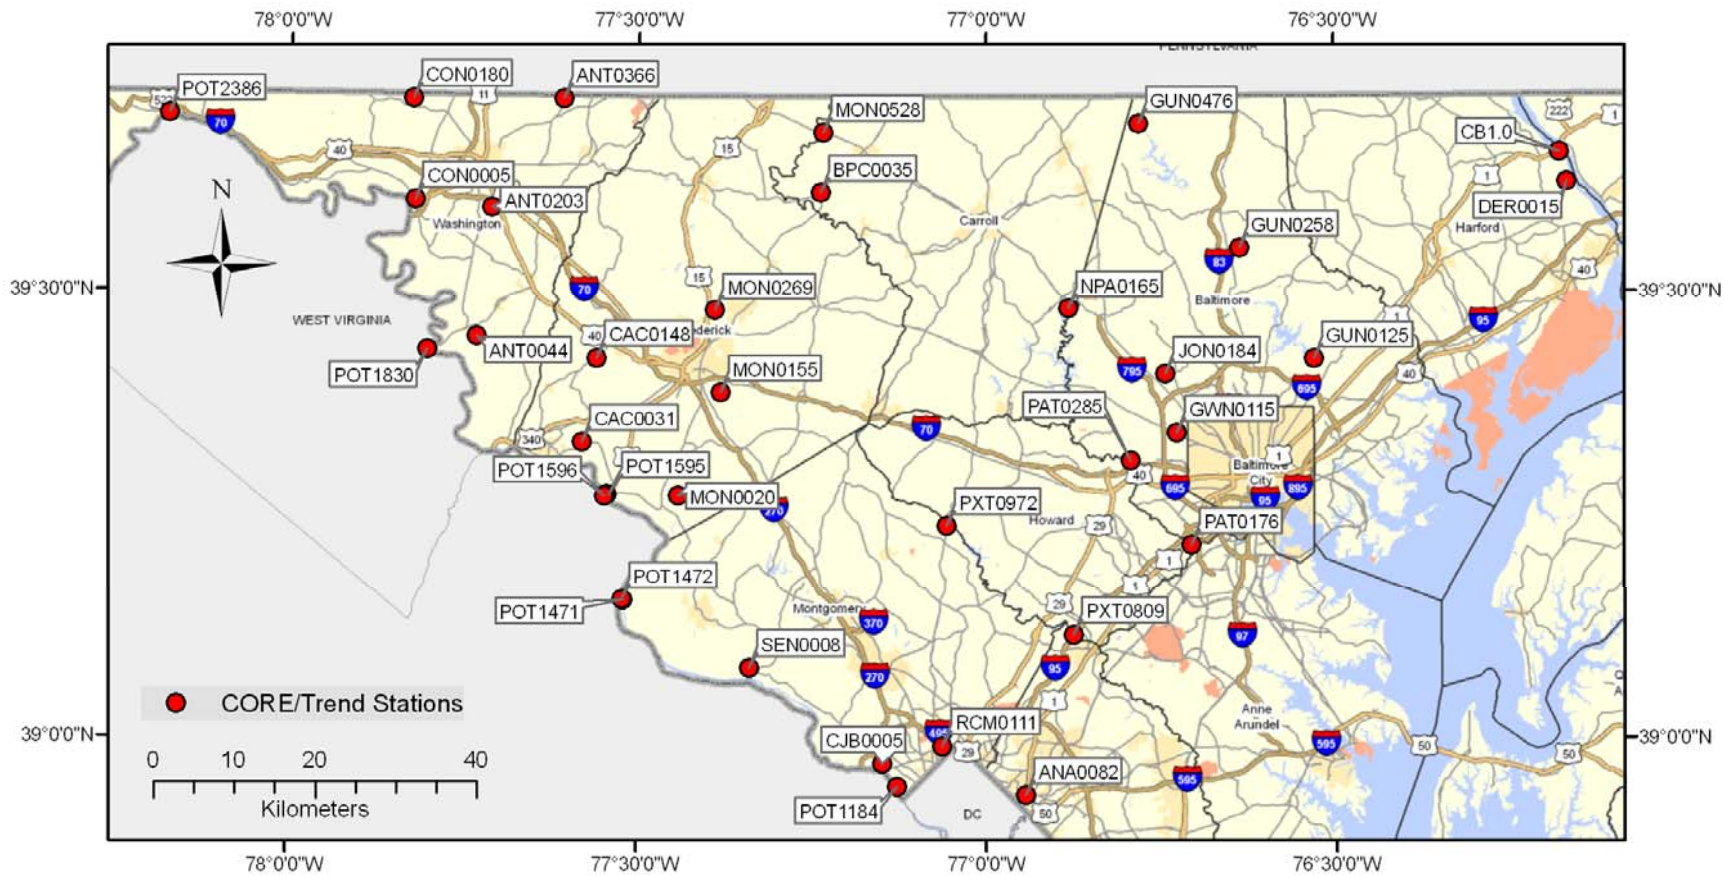 78°0'0"W
77°30'0"W
77°0'0"W
76°30'0"W
PENNSYLVANIA
POT2386
CON0180
ANT0366
11
522
70
MON0528
GUN0476
222
1
CB1.0
40
15
BPC0035
CON0005
ANT0203
1
DER0015
N
Washington
Carroll
Harford
GUN0258
83
40
39°30'0"N
39°30'0"N
15
70
MON0269
NPA0165
Baltimore
WEST VIRGINIA
1
95
40
CAC0148
GUN0125
ANT0044
JON0184
POT1830
MON0155
795
695
40
PAT0285
GWN0115
CAC0031
70
340
1
POT1596
POT1595
Baltimore
City
40
MON0020
695
95
895
270
PXT0972
Howard
29
PAT0176
1
POT1472
1
POT1471
29
Montgomery
370
PXT0809
97
SEN0008
95
270
CORE/Trend Stations
1
Anne
Arundel
RCM0111
495
CJB0005
29
595
50
50
39°0'0"N
39°0'0"N
0
10
20
40
ANA0082
595
Kilometers
POT1184
DC
50
78°0'0"W
77°30'0"W
77°0'0"W
76°30'0"W